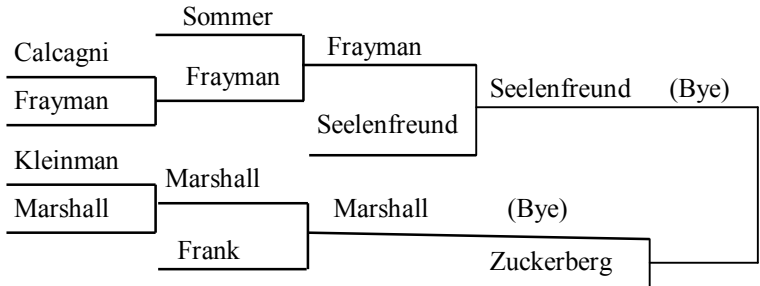 Sommer
Calcagni
Frayman
Frayman
Seelenfreund (Bye)
Frayman
Seelenfreund
Kleinman
Marshall
Marshall
Marshall (Bye)
Frank
Zuckerberg